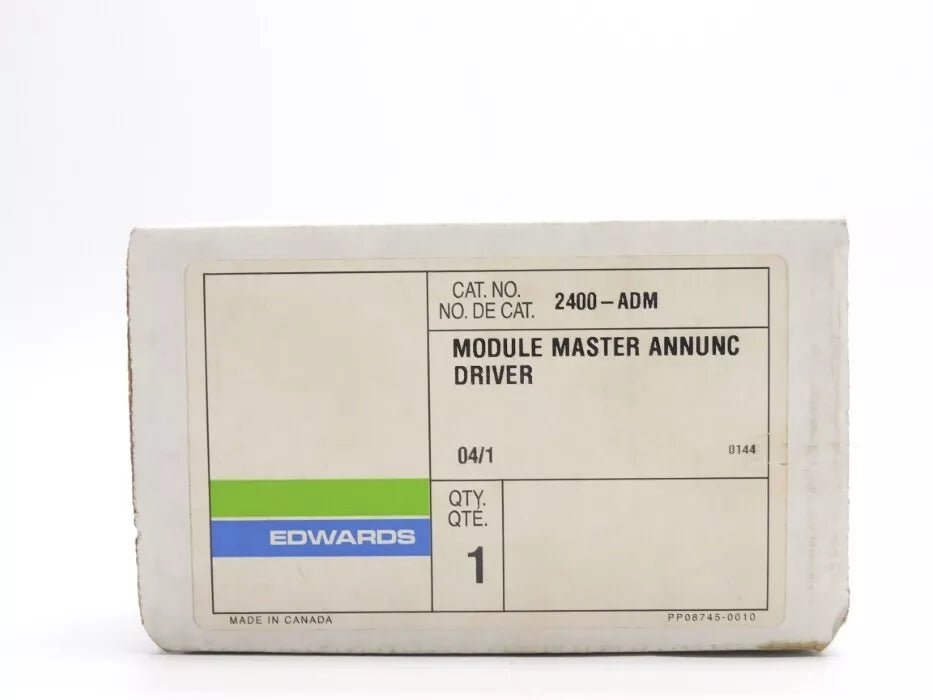 CAT. NO.
NO. DE CAT. 2400-ADM
MODULE MASTER ANNUNC
DRIVER
04/1 0144
QTY.
QTÉ.
1
EDWARDS
MADE IN CANADA PP08745-0010